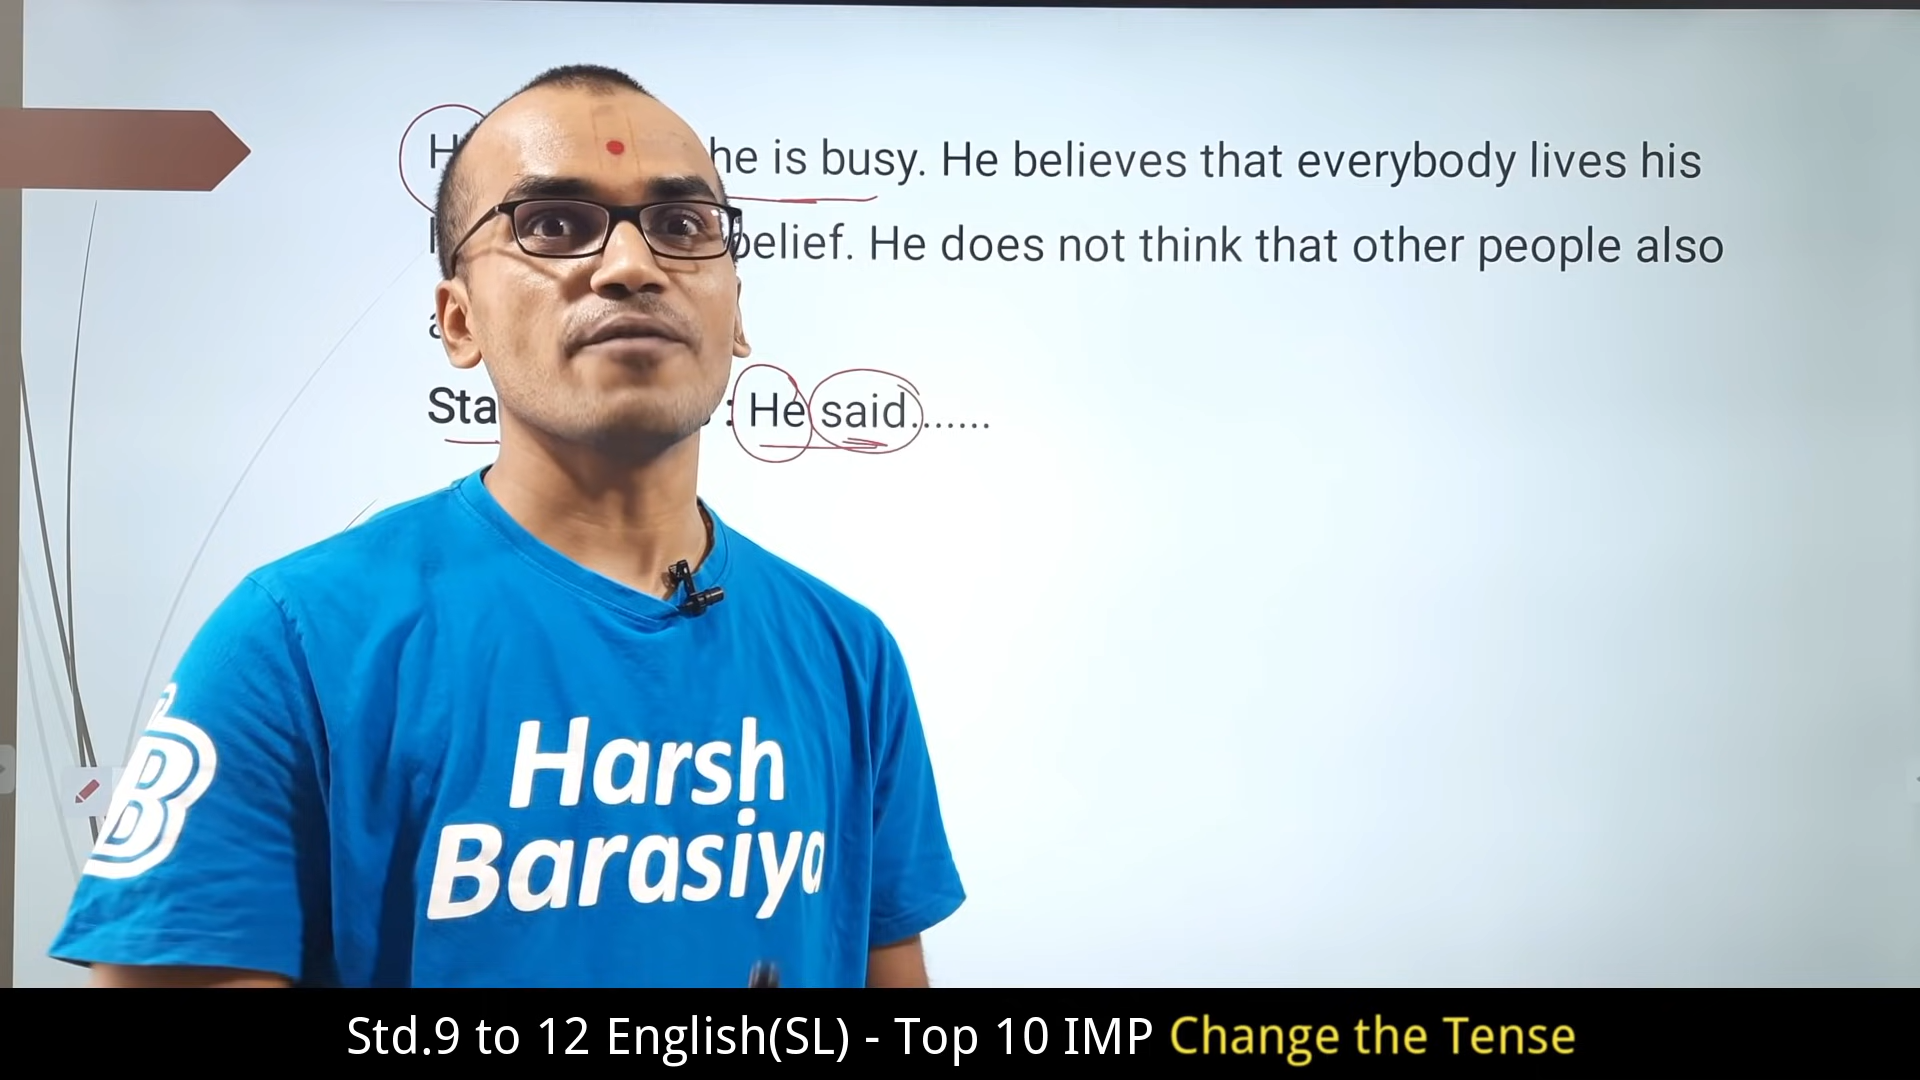 he is busy. He believes that everybody lives his
belief. He does not think that other people also
: He said.......
B
Harsh
Barasiya
Std.9 to 12 English(SL) - Top 10 IMP Change the Tense